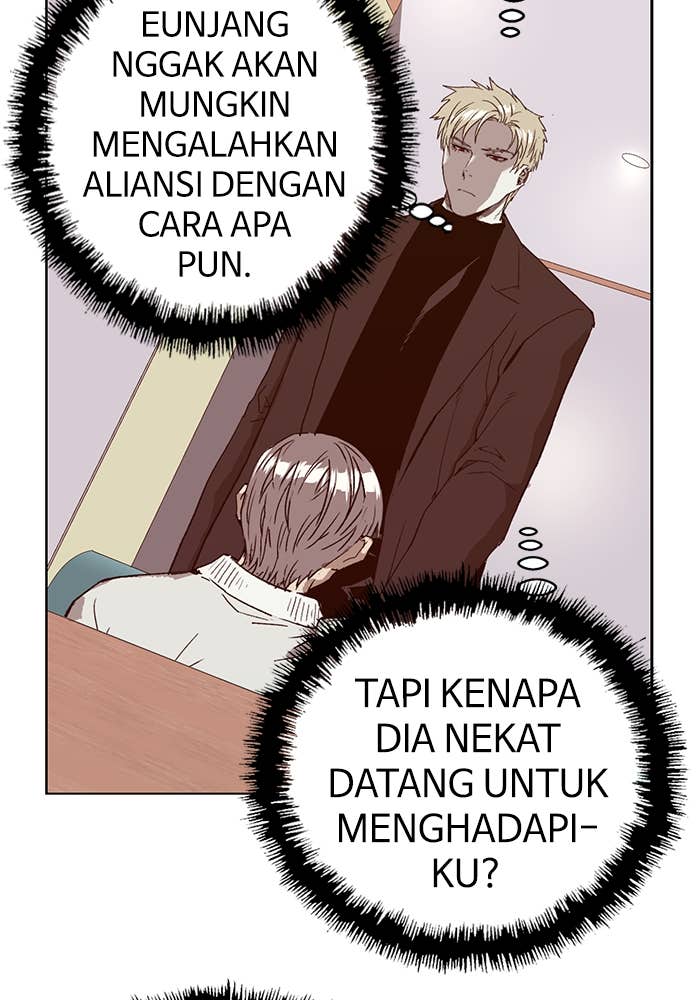 EUNJANG
NGGAK AKAN
MUNGKIN
MENGALAHKAN
ALIANSI DENGAN
CARA APA
PUN.
TAPI KENAPA
DIA NEKAT
DATANG UNTUK
MENGHADAPI-
KU?